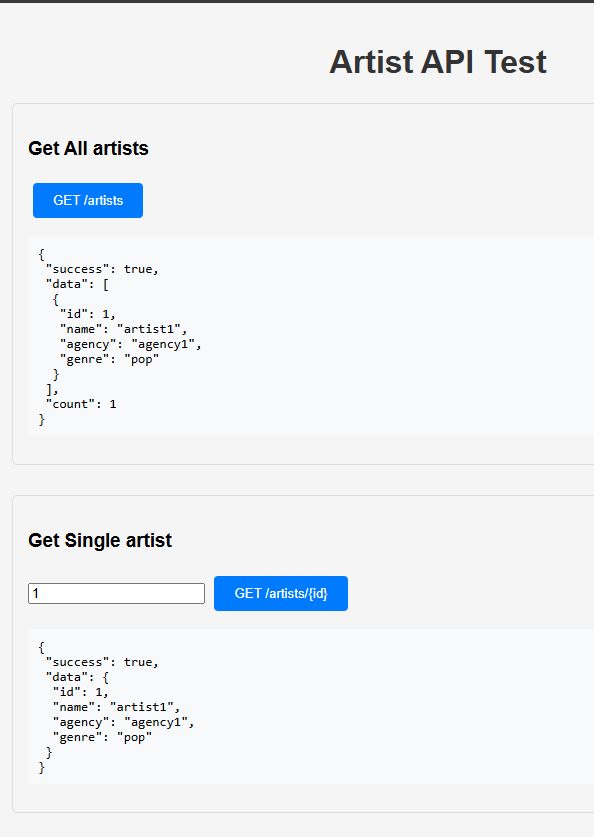 Artist API Test
Get All artists
GET /artists
{
 "success": true,
 "data": [
  {
   "id": 1,
   "name": "artist1",
   "agency": "agency1",
   "genre": "pop"
  }
 ],
 "count": 1
}
Get Single artist
1 GET /artists/{id}
{
 "success": true,
 "data": {
  "id": 1,
  "name": "artist1",
  "agency": "agency1",
  "genre": "pop"
 }
}